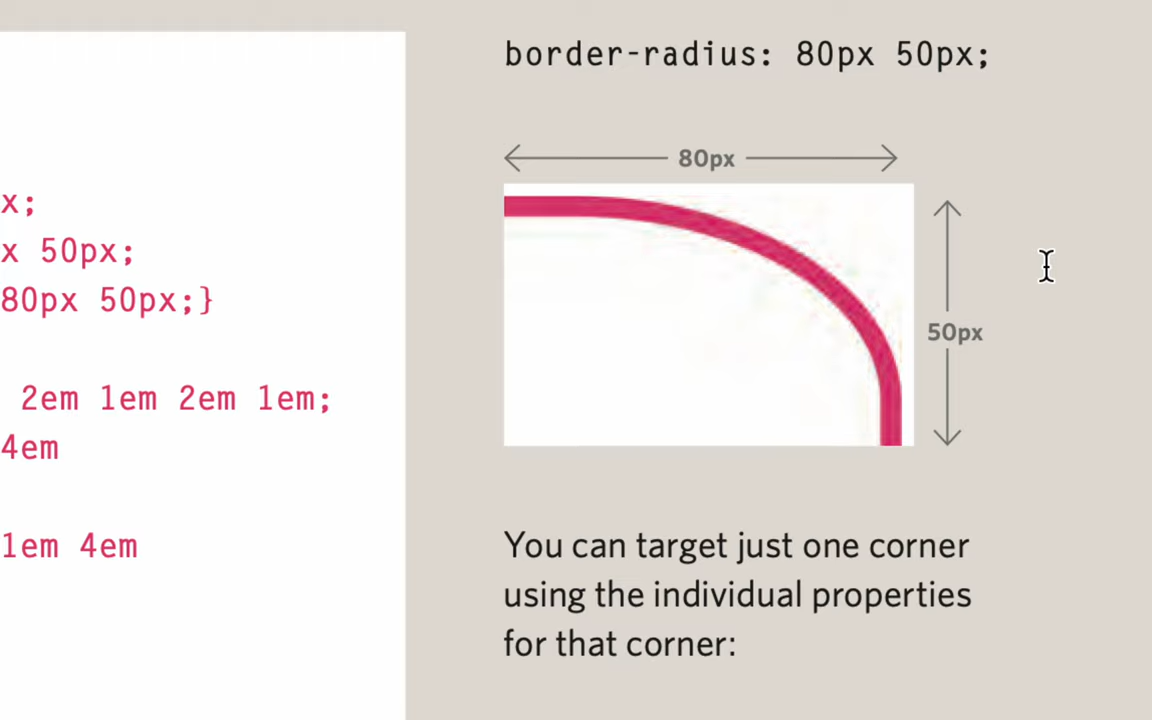 x;
x 50px;
80px 50px;}
2em 1em 2em 1em;
4em
1em 4em
border-radius: 80px 50px;
80px
50px
You can target just one corner
using the individual properties
for that corner: